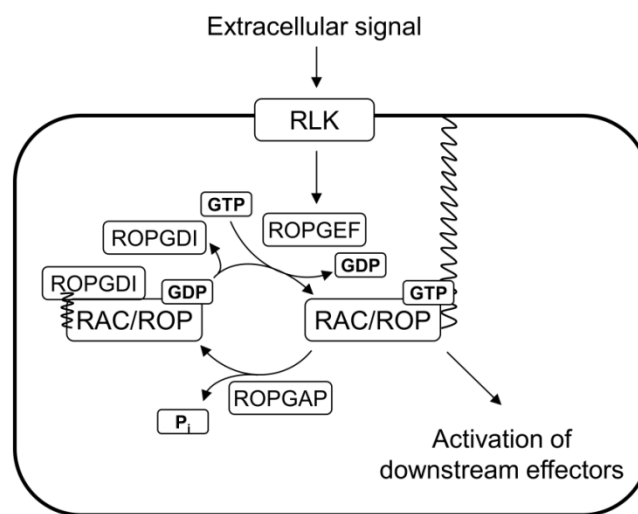 Extracellular signal
RLK
GTP
ROPGEF
ROPGDI
GDP
ROPGDI
GDP
GTP
RAC/ROP
RAC/ROP
ROPGAP
Pi
Activation of
downstream effectors